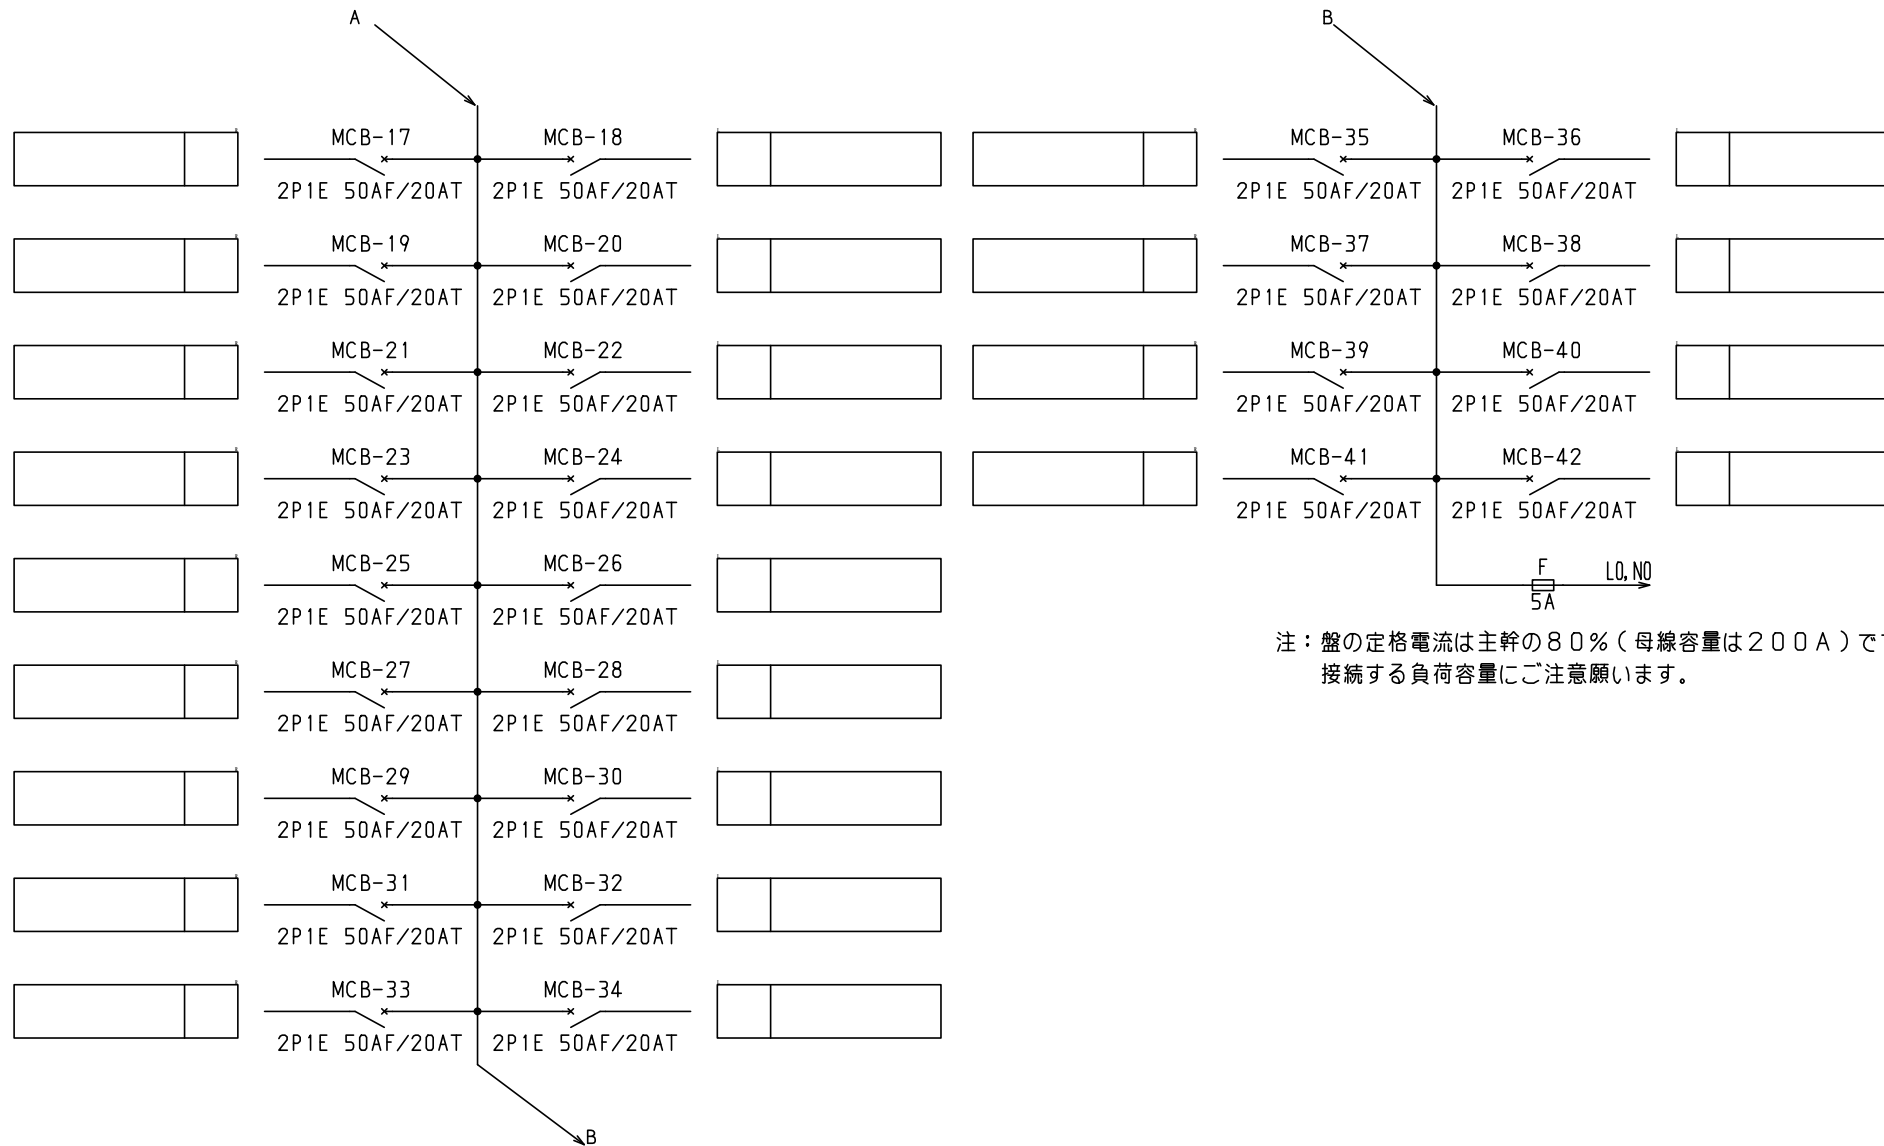 A
MCB-17 MCB-18
2P1E 50AF/20AT 2P1E 50AF/20AT
MCB-19 MCB-20
2P1E 50AF/20AT 2P1E 50AF/20AT
MCB-21 MCB-22
2P1E 50AF/20AT 2P1E 50AF/20AT
MCB-23 MCB-24
2P1E 50AF/20AT 2P1E 50AF/20AT
MCB-25 MCB-26
2P1E 50AF/20AT 2P1E 50AF/20AT
MCB-27 MCB-28
2P1E 50AF/20AT 2P1E 50AF/20AT
MCB-29 MCB-30
2P1E 50AF/20AT 2P1E 50AF/20AT
MCB-31 MCB-32
2P1E 50AF/20AT 2P1E 50AF/20AT
MCB-33 MCB-34
2P1E 50AF/20AT 2P1E 50AF/20AT
B
B
MCB-35 MCB-36
2P1E 50AF/20AT 2P1E 50AF/20AT
MCB-37 MCB-38
2P1E 50AF/20AT 2P1E 50AF/20AT
MCB-39 MCB-40
2P1E 50AF/20AT 2P1E 50AF/20AT
MCB-41 MCB-42
2P1E 50AF/20AT 2P1E 50AF/20AT
F L0,N0
5A
注：盤の定格電流は主幹の８０％（母線容量は２００Ａ）で
接続する負荷容量にご注意願います。